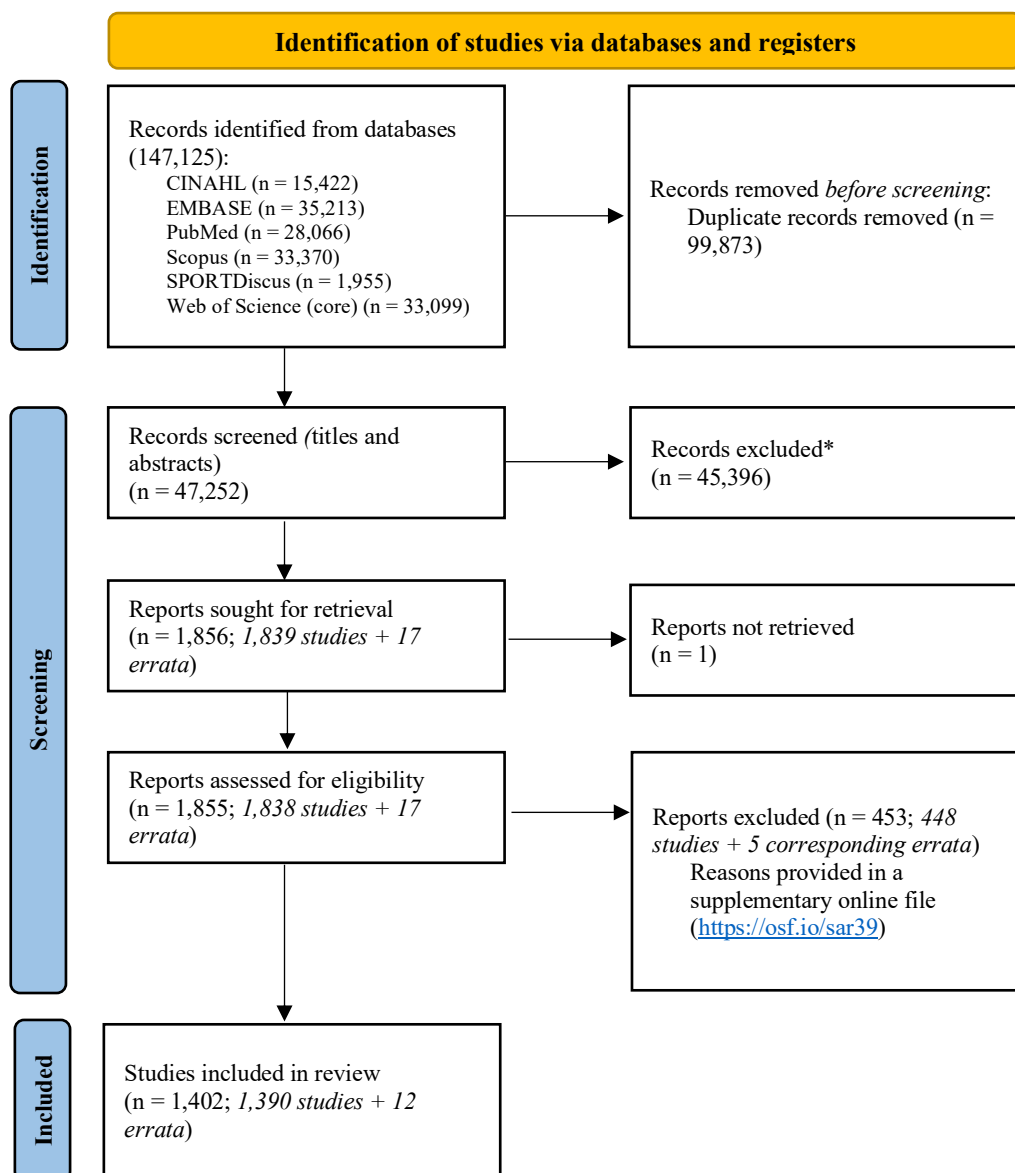 Identification of studies via databases and registers
Identification
Records identified from databases
(147,125):
CINAHL (n = 15,422)
EMBASE (n = 35,213)
PubMed (n = 28,066)
Scopus (n = 33,370)
SPORTDiscus (n = 1,955)
Web of Science (core) (n = 33,099)
Records removed before screening:
Duplicate records removed (n =
99,873)
Screening
Records screened (titles and
abstracts)
(n = 47,252)
Records excluded*
(n = 45,396)
Reports sought for retrieval
(n = 1,856; 1,839 studies + 17
errata)
Reports not retrieved
(n = 1)
Reports assessed for eligibility
(n = 1,855; 1,838 studies + 17
errata)
Reports excluded (n = 453; 448
studies + 5 corresponding errata)
Reasons provided in a
supplementary online file
(https://osf.io/sar39)
Included
Studies included in review
(n = 1,402; 1,390 studies + 12
errata)